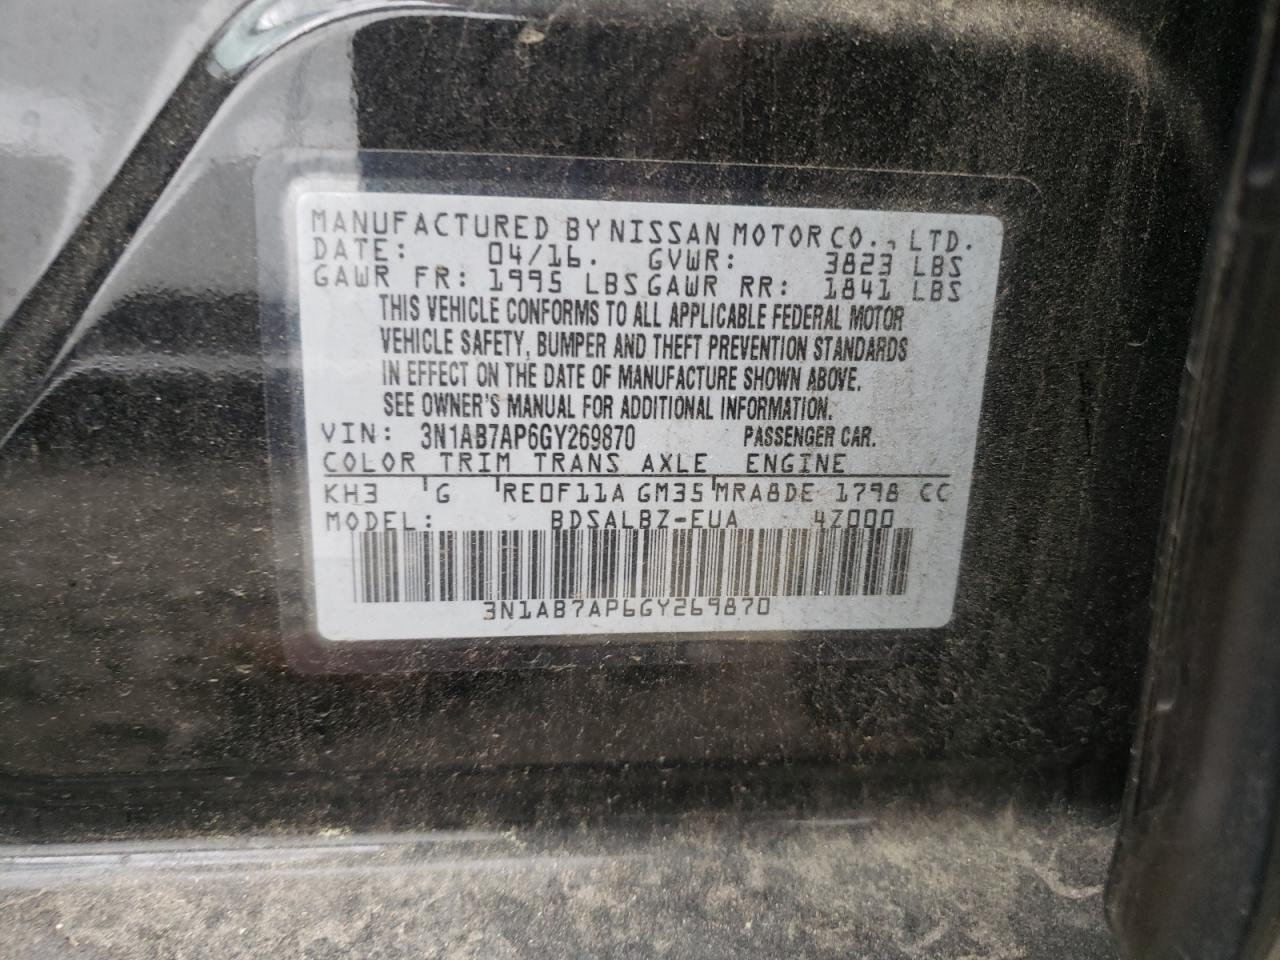 MANUFACTURED BY NISSAN MOTOR CO., LTD.
DATE: 04/16. GVWR: 3823 LBS
GAWR FR: 1995 LBS GAWR RR: 1841 LBS
THIS VEHICLE CONFORMS TO ALL APPLICABLE FEDERAL MOTOR
VEHICLE SAFETY, BUMPER AND THEFT PREVENTION STANDARDS
IN EFFECT ON THE DATE OF MANUFACTURE SHOWN ABOVE.
SEE OWNER'S MANUAL FOR ADDITIONAL INFORMATION.
VIN: 3N1AB7AP6GY269870 PASSENGER CAR.
COLOR TRIM TRANS AXLE ENGINE
KH3 G RE0F11A GM35 MRA8DE 1798 CC
MODEL: BDSALBZ-EUA 4Z000
3N1AB7AP6GY269870